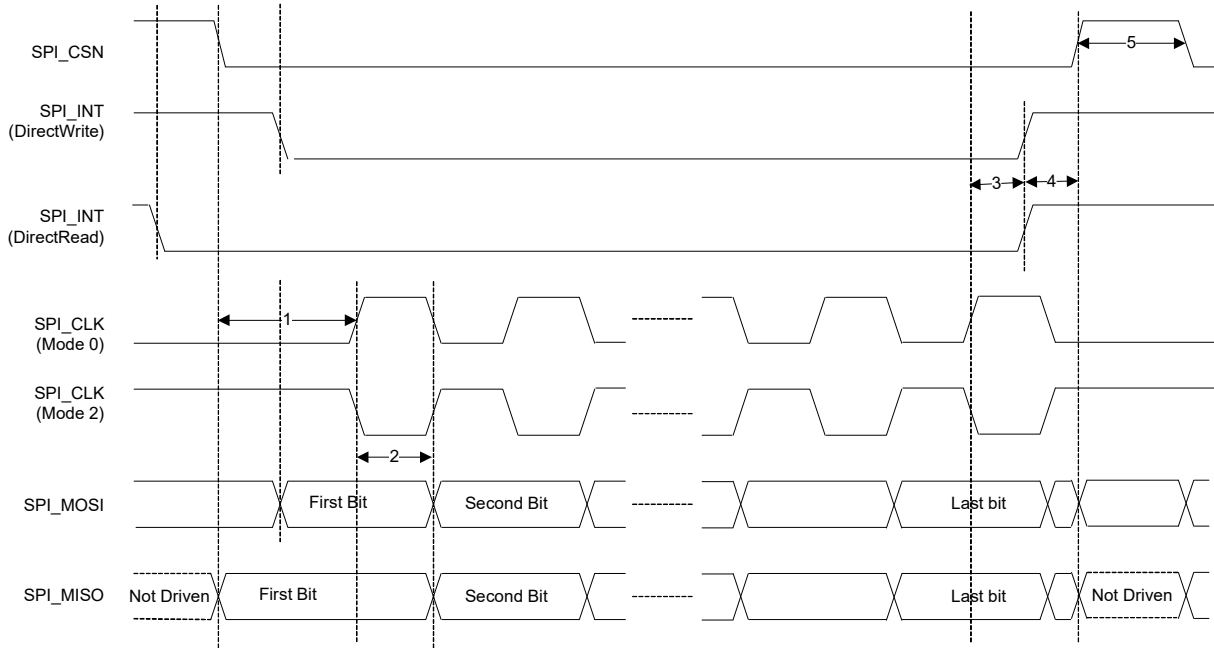 SPI_CSN
5
SPI_INT
(DirectWrite)
3
4
SPI_INT
(DirectRead)
1
SPI_CLK
(Mode 0)
SPI_CLK
(Mode 2)
2
SPI_MOSI
First Bit
Second Bit
Last bit
SPI_MISO
Not Driven
First Bit
Second Bit
Last bit
Not Driven